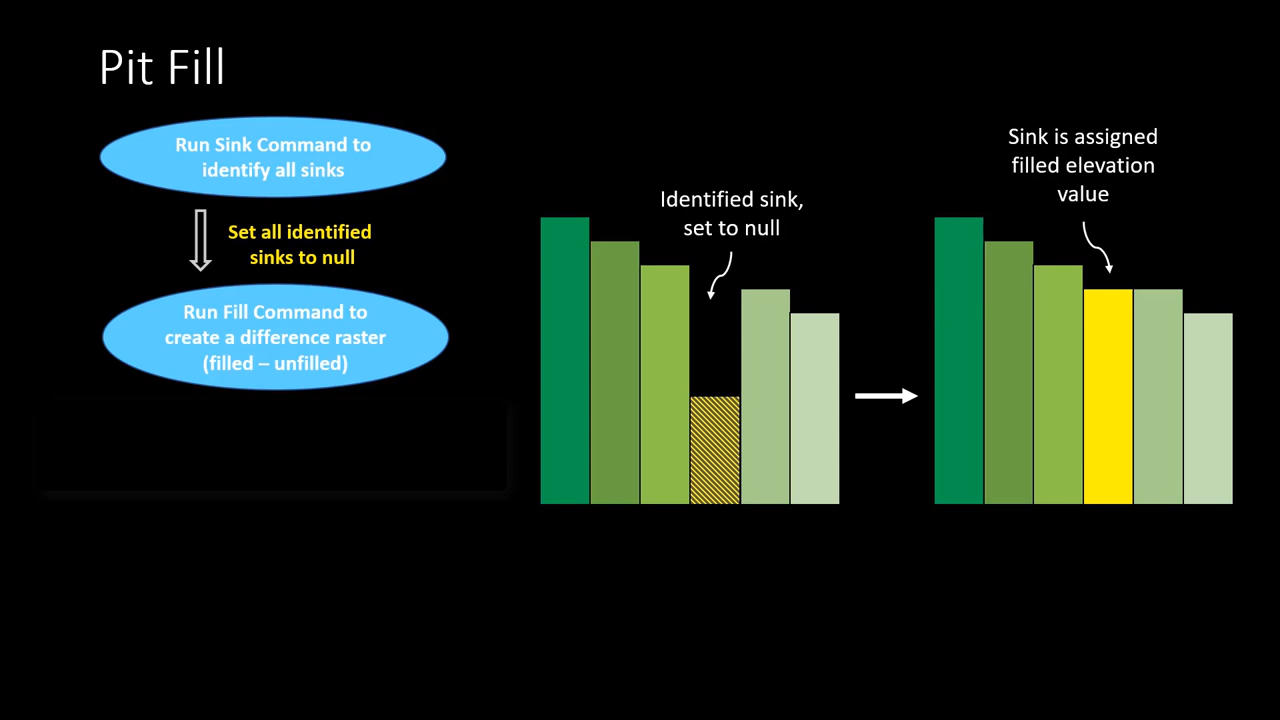 Pit Fill
Run Sink Command to
identify all sinks
Set all identified
sinks to null
Run Fill Command to
create a difference raster
(filled – unfilled)
Identified sink,
set to null
Sink is assigned
filled elevation
value